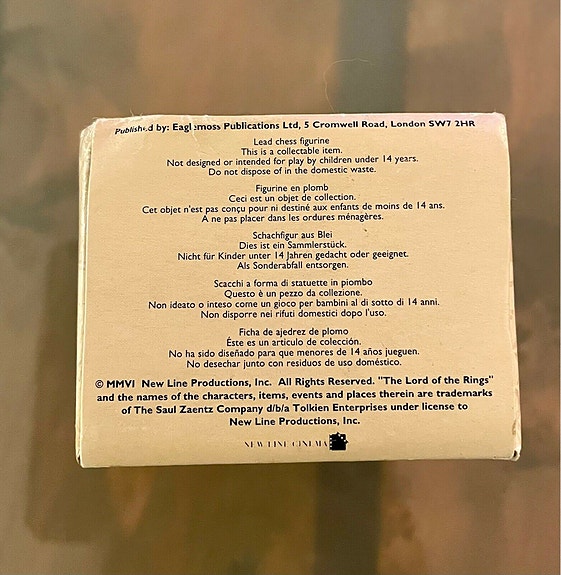 Published by: Eaglemoss Publications Ltd, 5 Cromwell Road, London SW7 2HR
Lead chess figurine
This is a collectable item.
Not designed or intended for play by children under 14 years.
Do not dispose of in the domestic waste.
Figurine en plomb
Ceci est un objet de collection.
Cet objet n'est pas conçu pour ni destiné aux enfants de moins de 14 ans.
A ne pas placer dans les ordures ménagères.
Schachfigur aus Blei
Dies ist ein Sammlerstück.
Nicht für Kinder unter 14 Jahren gedacht oder geeignet.
Als Sonderabfall entsorgen.
Scacchi a forma di statuette in piombo
Questo è un pezzo da collezione.
Non ideato o inteso come un gioco per bambini al di sotto di 14 anni.
Non disporre nei rifuti domestici dopo l'uso.
Ficha de ajedrez de plomo
Éste es un articulo de colección.
No ha sido diseñado para que menores de 14 años jueguen.
No desechar junto con residuos de uso doméstico.
© MMVI New Line Productions, Inc. All Rights Reserved. "The Lord of the Rings"
and the names of the characters, items, events and places therein are trademarks
of The Saul Zaentz Company d/b/a Tolkien Enterprises under license to
New Line Productions, Inc.
NEW LINE CINEMA